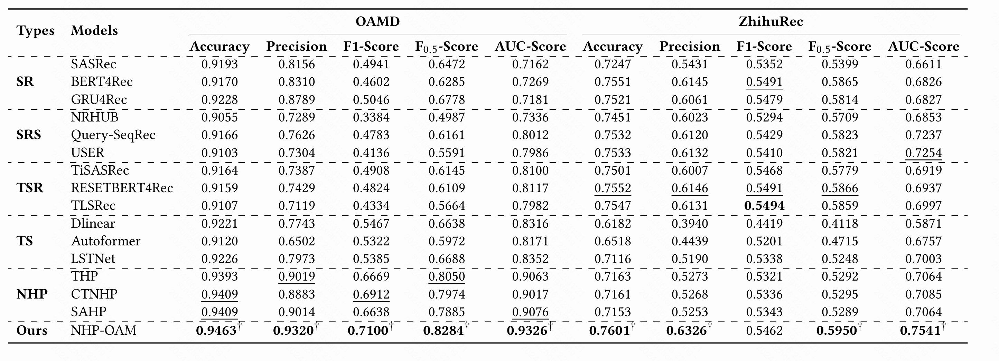 OAMD ZhihuRec
Types Models
Accuracy Precision F1-Score F0.5-Score AUC-Score Accuracy Precision F1-Score F0.5-Score AUC-Score
SASRec 0.9193 0.8156 0.4941 0.6472 0.7162 0.7247 0.5431 0.5352 0.5399 0.6611
SR BERT4Rec 0.9170 0.8310 0.4602 0.6285 0.7269 0.7551 0.6145 0.5491 0.5865 0.6826
GRU4Rec 0.9228 0.8789 0.5046 0.6778 0.7181 0.7521 0.6061 0.5479 0.5814 0.6827
NRHUB 0.9055 0.7289 0.3384 0.4987 0.7336 0.7451 0.6023 0.5294 0.5709 0.6853
SRS Query-SeqRec 0.9166 0.7626 0.4783 0.6161 0.8012 0.7532 0.6120 0.5429 0.5823 0.7237
USER 0.9103 0.7304 0.4136 0.5591 0.7986 0.7533 0.6132 0.5410 0.5821 0.7254
TiSASRec 0.9164 0.7387 0.4908 0.6145 0.8100 0.7501 0.6007 0.5468 0.5779 0.6919
TSR RESETBERT4Rec 0.9159 0.7429 0.4824 0.6109 0.8117 0.7552 0.6146 0.5491 0.5866 0.6937
TLSRec 0.9107 0.7119 0.4334 0.5664 0.7982 0.7547 0.6131 0.5494 0.5859 0.6997
Dlinear 0.9221 0.7743 0.5467 0.6638 0.8316 0.6182 0.3940 0.4419 0.4118 0.5871
TS Autoformer 0.9120 0.6502 0.5322 0.5972 0.8171 0.6518 0.4439 0.5201 0.4715 0.6757
LSTNet 0.9226 0.7973 0.5385 0.6688 0.8352 0.7116 0.5190 0.5338 0.5248 0.7003
THP 0.9393 0.9019 0.6669 0.8050 0.9063 0.7163 0.5273 0.5321 0.5292 0.7064
NHP CTNHP 0.9409 0.8883 0.6912 0.7974 0.9017 0.7161 0.5268 0.5336 0.5295 0.7085
SAHP 0.9409 0.9014 0.6638 0.7885 0.9076 0.7153 0.5253 0.5343 0.5289 0.7064
Ours NHP-OAM 0.9463† 0.9320† 0.7100† 0.8284† 0.9326† 0.7601† 0.6326† 0.5462 0.5950† 0.7541†